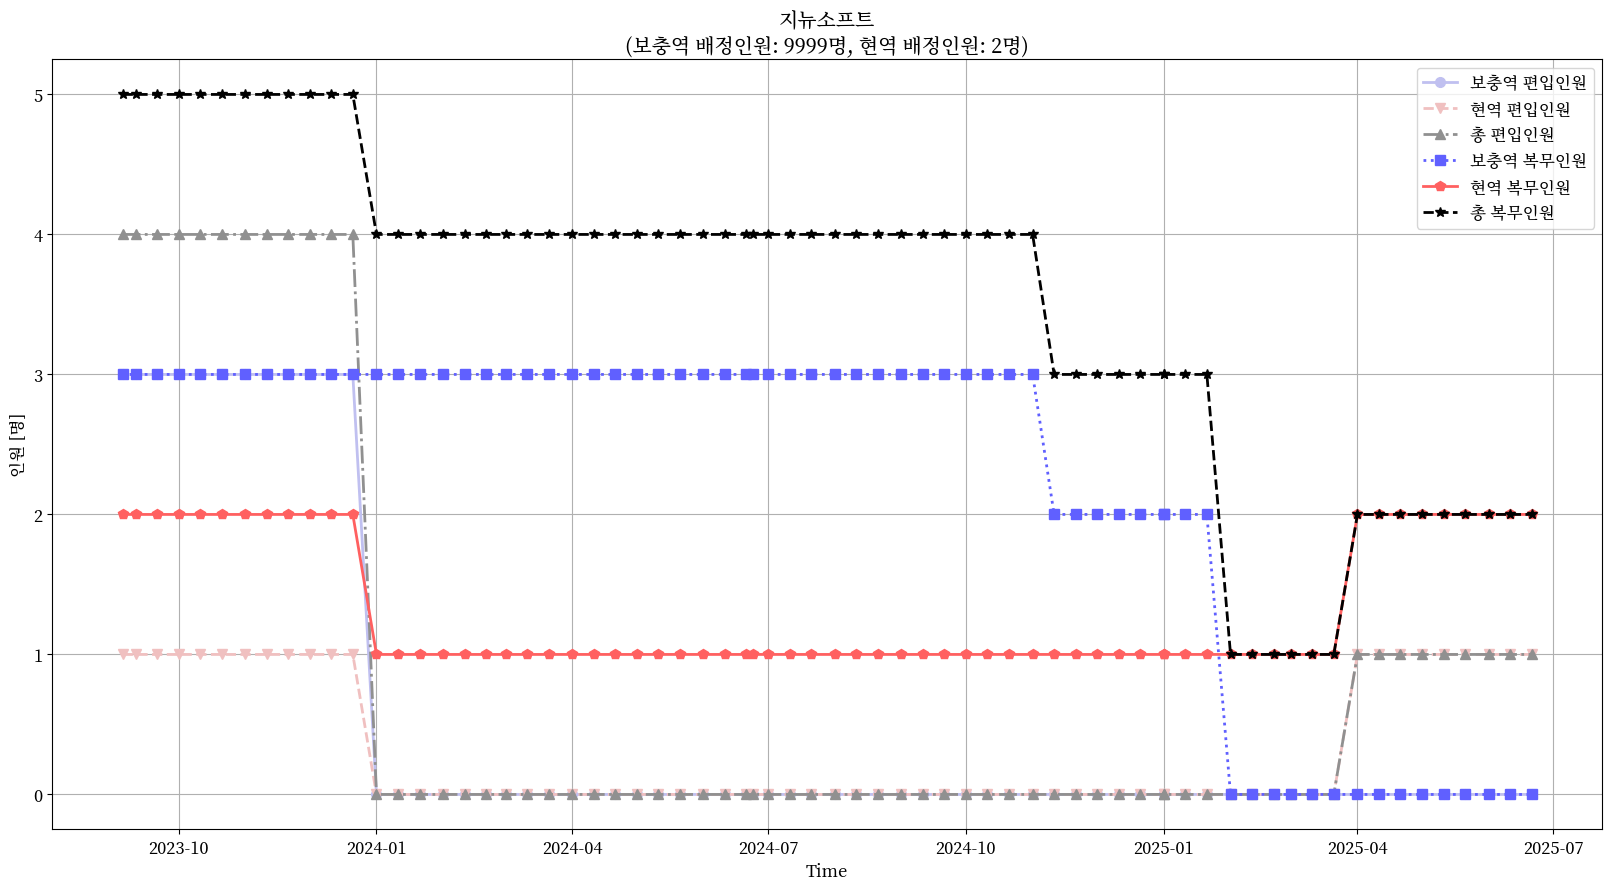 지뉴소프트
(보충역 배정인원: 9999명, 현역 배정인원: 2명)
보충역 편입인원
현역 편입인원
총 편입인원
보충역 복무인원
현역 복무인원
총 복무인원
인원 [명]
5
4
3
2
1
0
2023-10
2024-01
2024-04
2024-07
2024-10
2025-01
2025-04
2025-07
Time